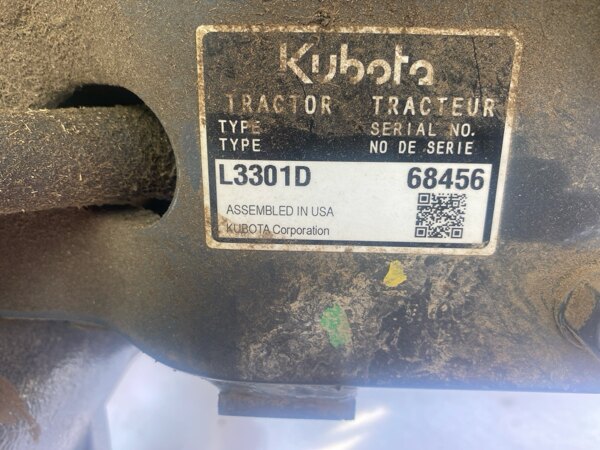 Kubota
TRACTOR TRACTEUR
TYPE SERIAL NO.
TYPE NO DE SERIE
L3301D 68456
ASSEMBLED IN USA
KUBOTA Corporation